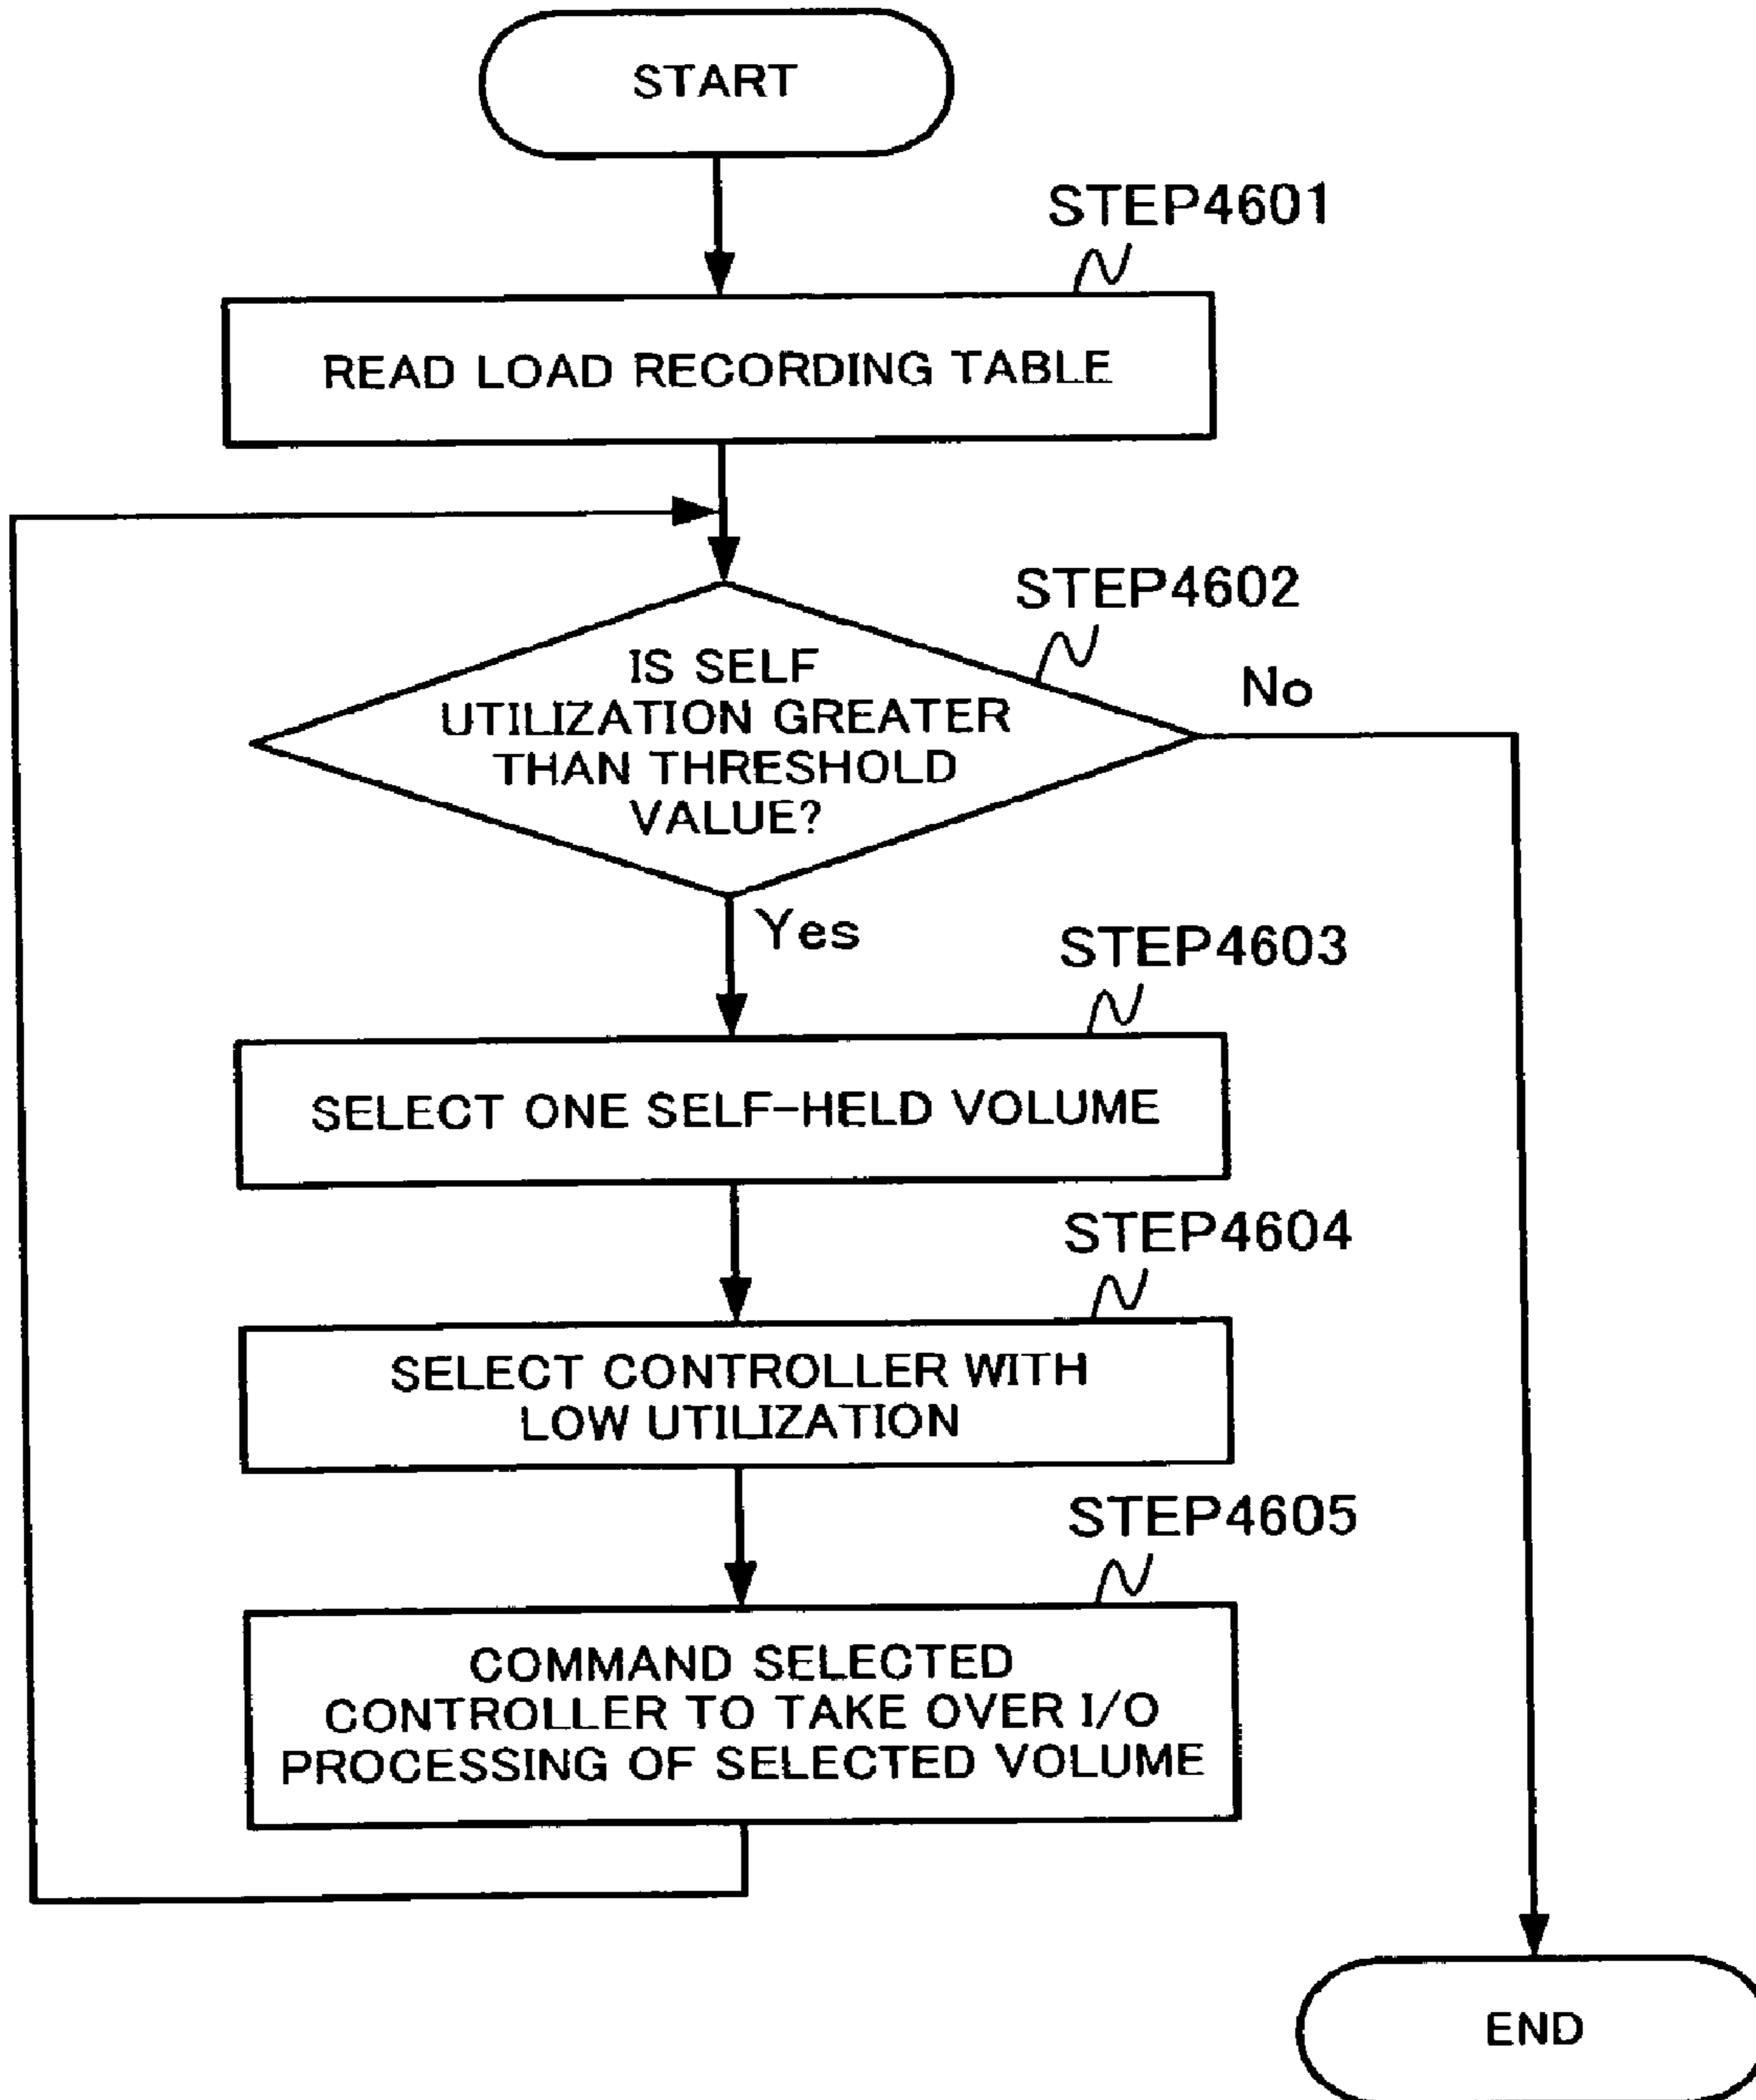 START
STEP4601
READ LOAD RECORDING TABLE
STEP4602
IS SELF
UTILIZATION GREATER
THAN THRESHOLD
VALUE?
No
Yes
STEP4603
SELECT ONE SELF-HELD VOLUME
STEP4604
SELECT CONTROLLER WITH
LOW UTILIZATION
STEP4605
COMMAND SELECTED
CONTROLLER TO TAKE OVER I/O
PROCESSING OF SELECTED VOLUME
END